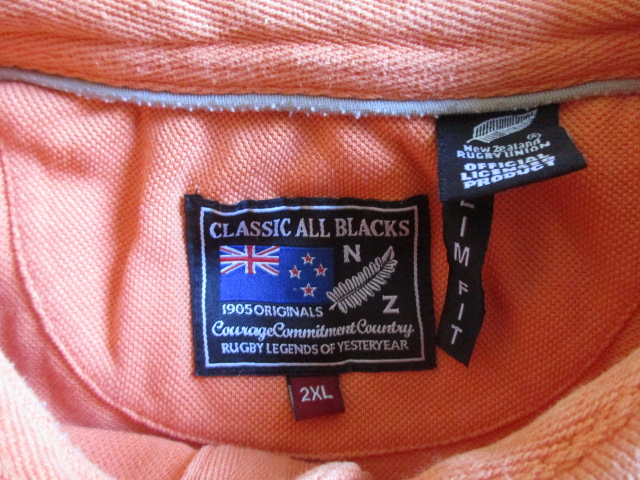 CLASSIC ALL BLACKS
N
Z
1905 ORIGINALS
Courage Commitment Country
RUGBY LEGENDS OF YESTERYEAR
2XL
New Zealand
RUGBY UNION
OFFICIAL
LICENSED
PRODUCT
LIM FIT